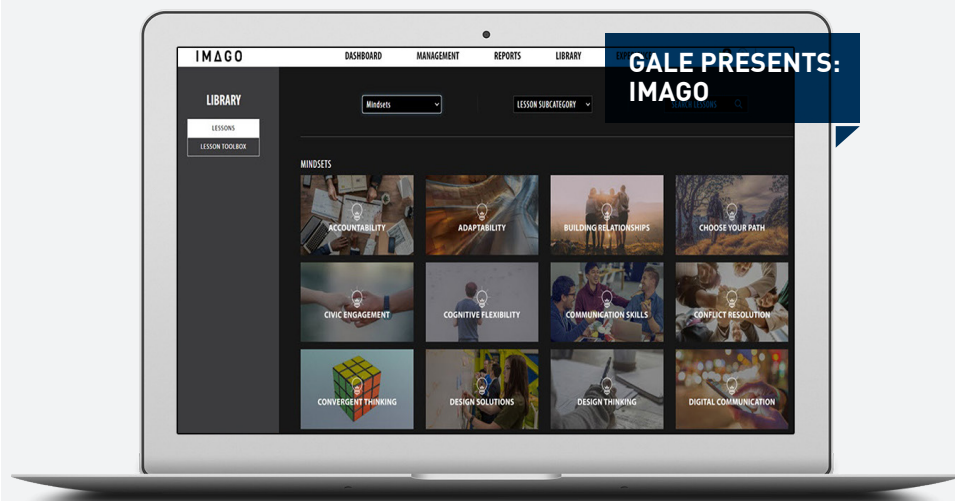 IMAGO
DASHBOARD
MANAGEMENT
REPORTS
LIBRARY
GALE PRESENTS:
IMAGO
LIBRARY
LESSONS
LESSON TOOLBOX
Mindsets
LESSON SUBCATEGORY
SEARCH LESSONS
MINDSETS
ACCOUNTABILITY
ADAPTABILITY
BUILDING RELATIONSHIPS
CHOOSE YOUR PATH
CIVIC ENGAGEMENT
COGNITIVE FLEXIBILITY
COMMUNICATION SKILLS
CONFLICT RESOLUTION
CONVERGENT THINKING
DESIGN SOLUTIONS
DESIGN THINKING
DIGITAL COMMUNICATION